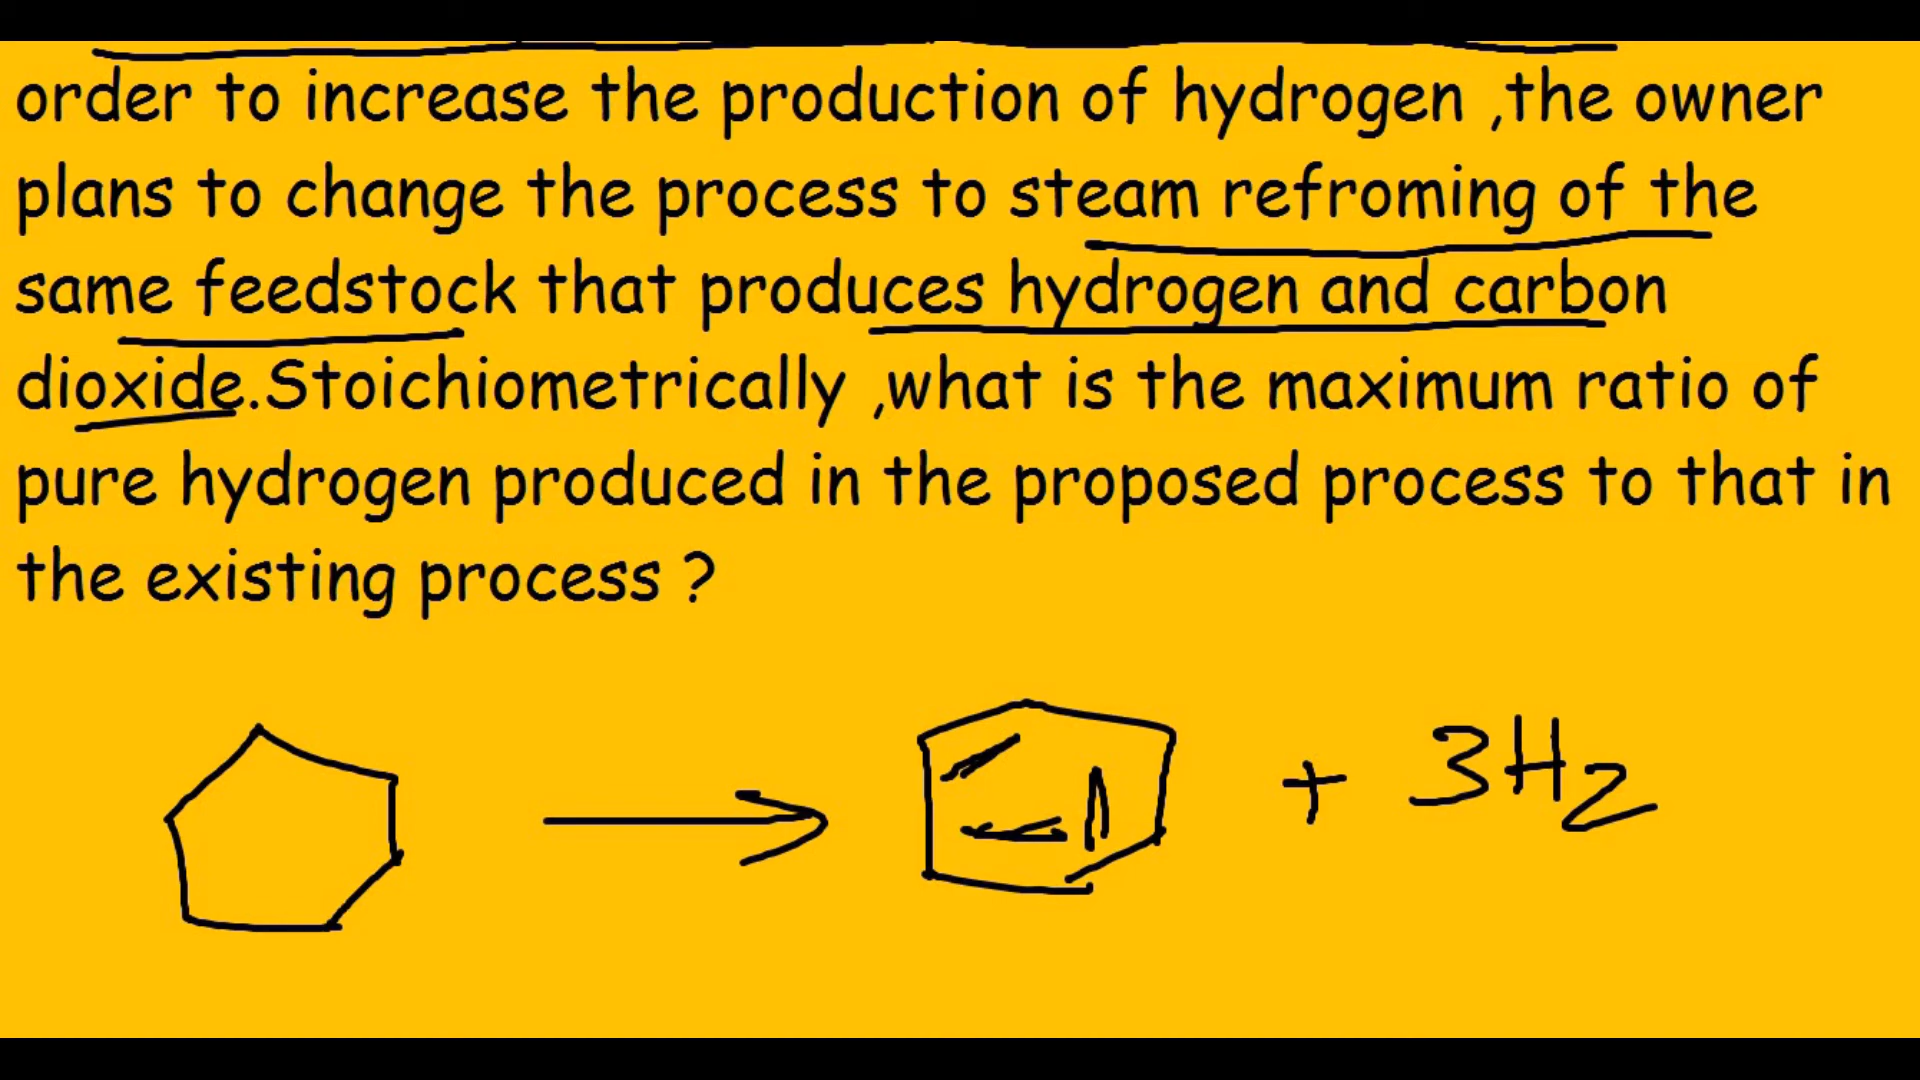 order to increase the production of hydrogen ,the owner
plans to change the process to steam refroming of the
same feedstock that produces hydrogen and carbon
dioxide.Stoichiometrically ,what is the maximum ratio of
pure hydrogen produced in the proposed process to that in
the existing process ?
+ 3H2